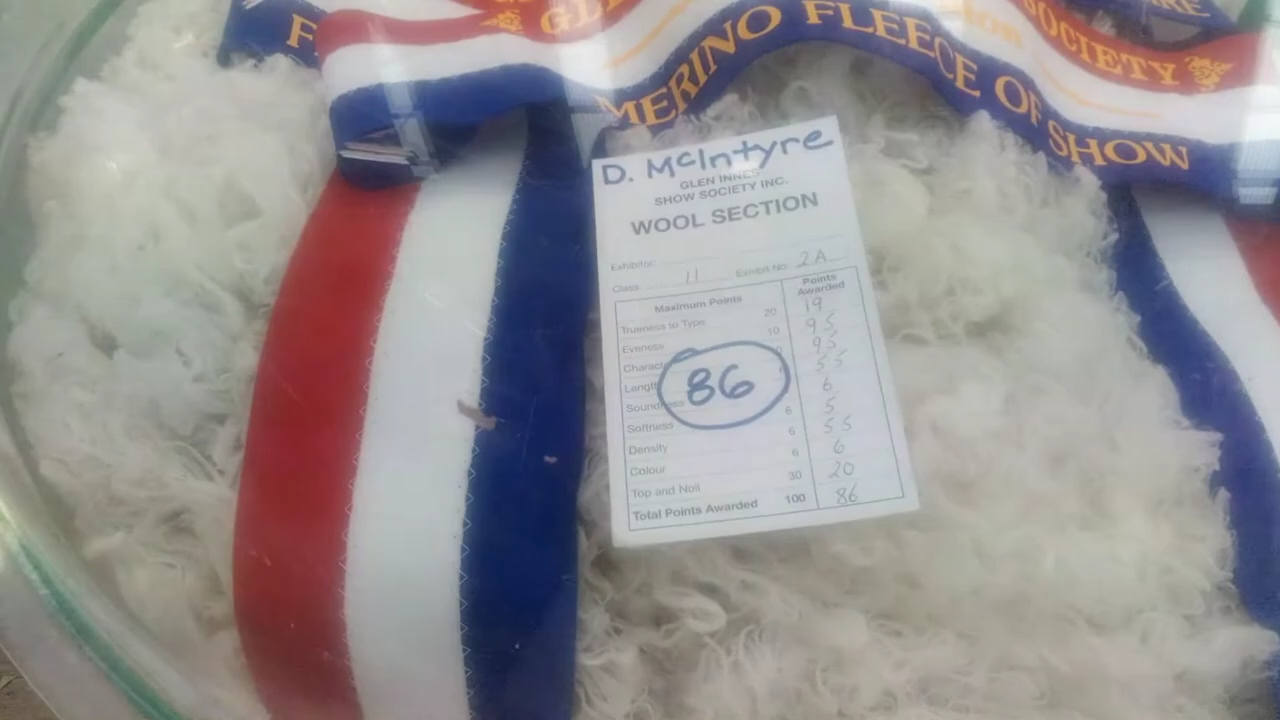 GL
SOCIETY
MERINO FLEECE OF SHOW
D. McIntyre
GLEN INNES
SHOW SOCIETY INC.
WOOL SECTION
Exhibitor:
Class 11 Exhibit No. 2A
Maximum Points Points Awarded
Trueness to Type 20 19
Eveness 10 9.5
Charact 9.5
Length 5.5
Soundness 6
Softness 6 5
Density 6 5.5
Colour 6 6
Top and Noil 30 20
Total Points Awarded 100 86
86